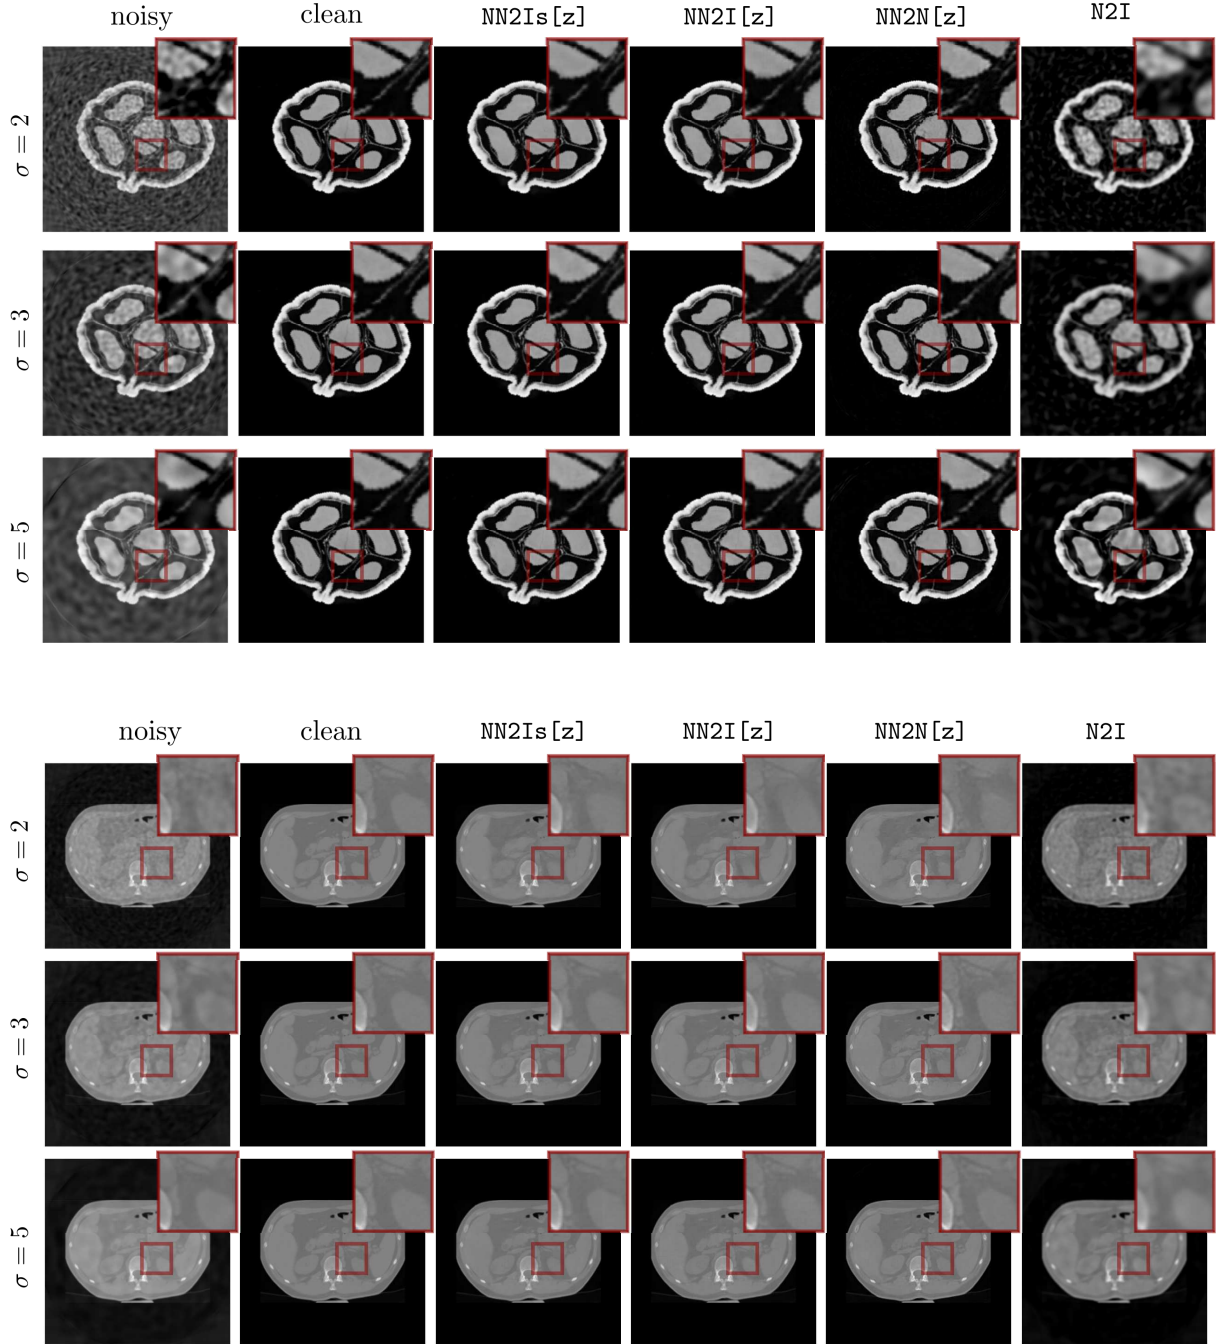 noisy clean NN2Is[z] NN2I[z] NN2N[z] N2I
σ = 2
σ = 3
σ = 5
noisy clean NN2Is[z] NN2I[z] NN2N[z] N2I
σ = 2
σ = 3
σ = 5